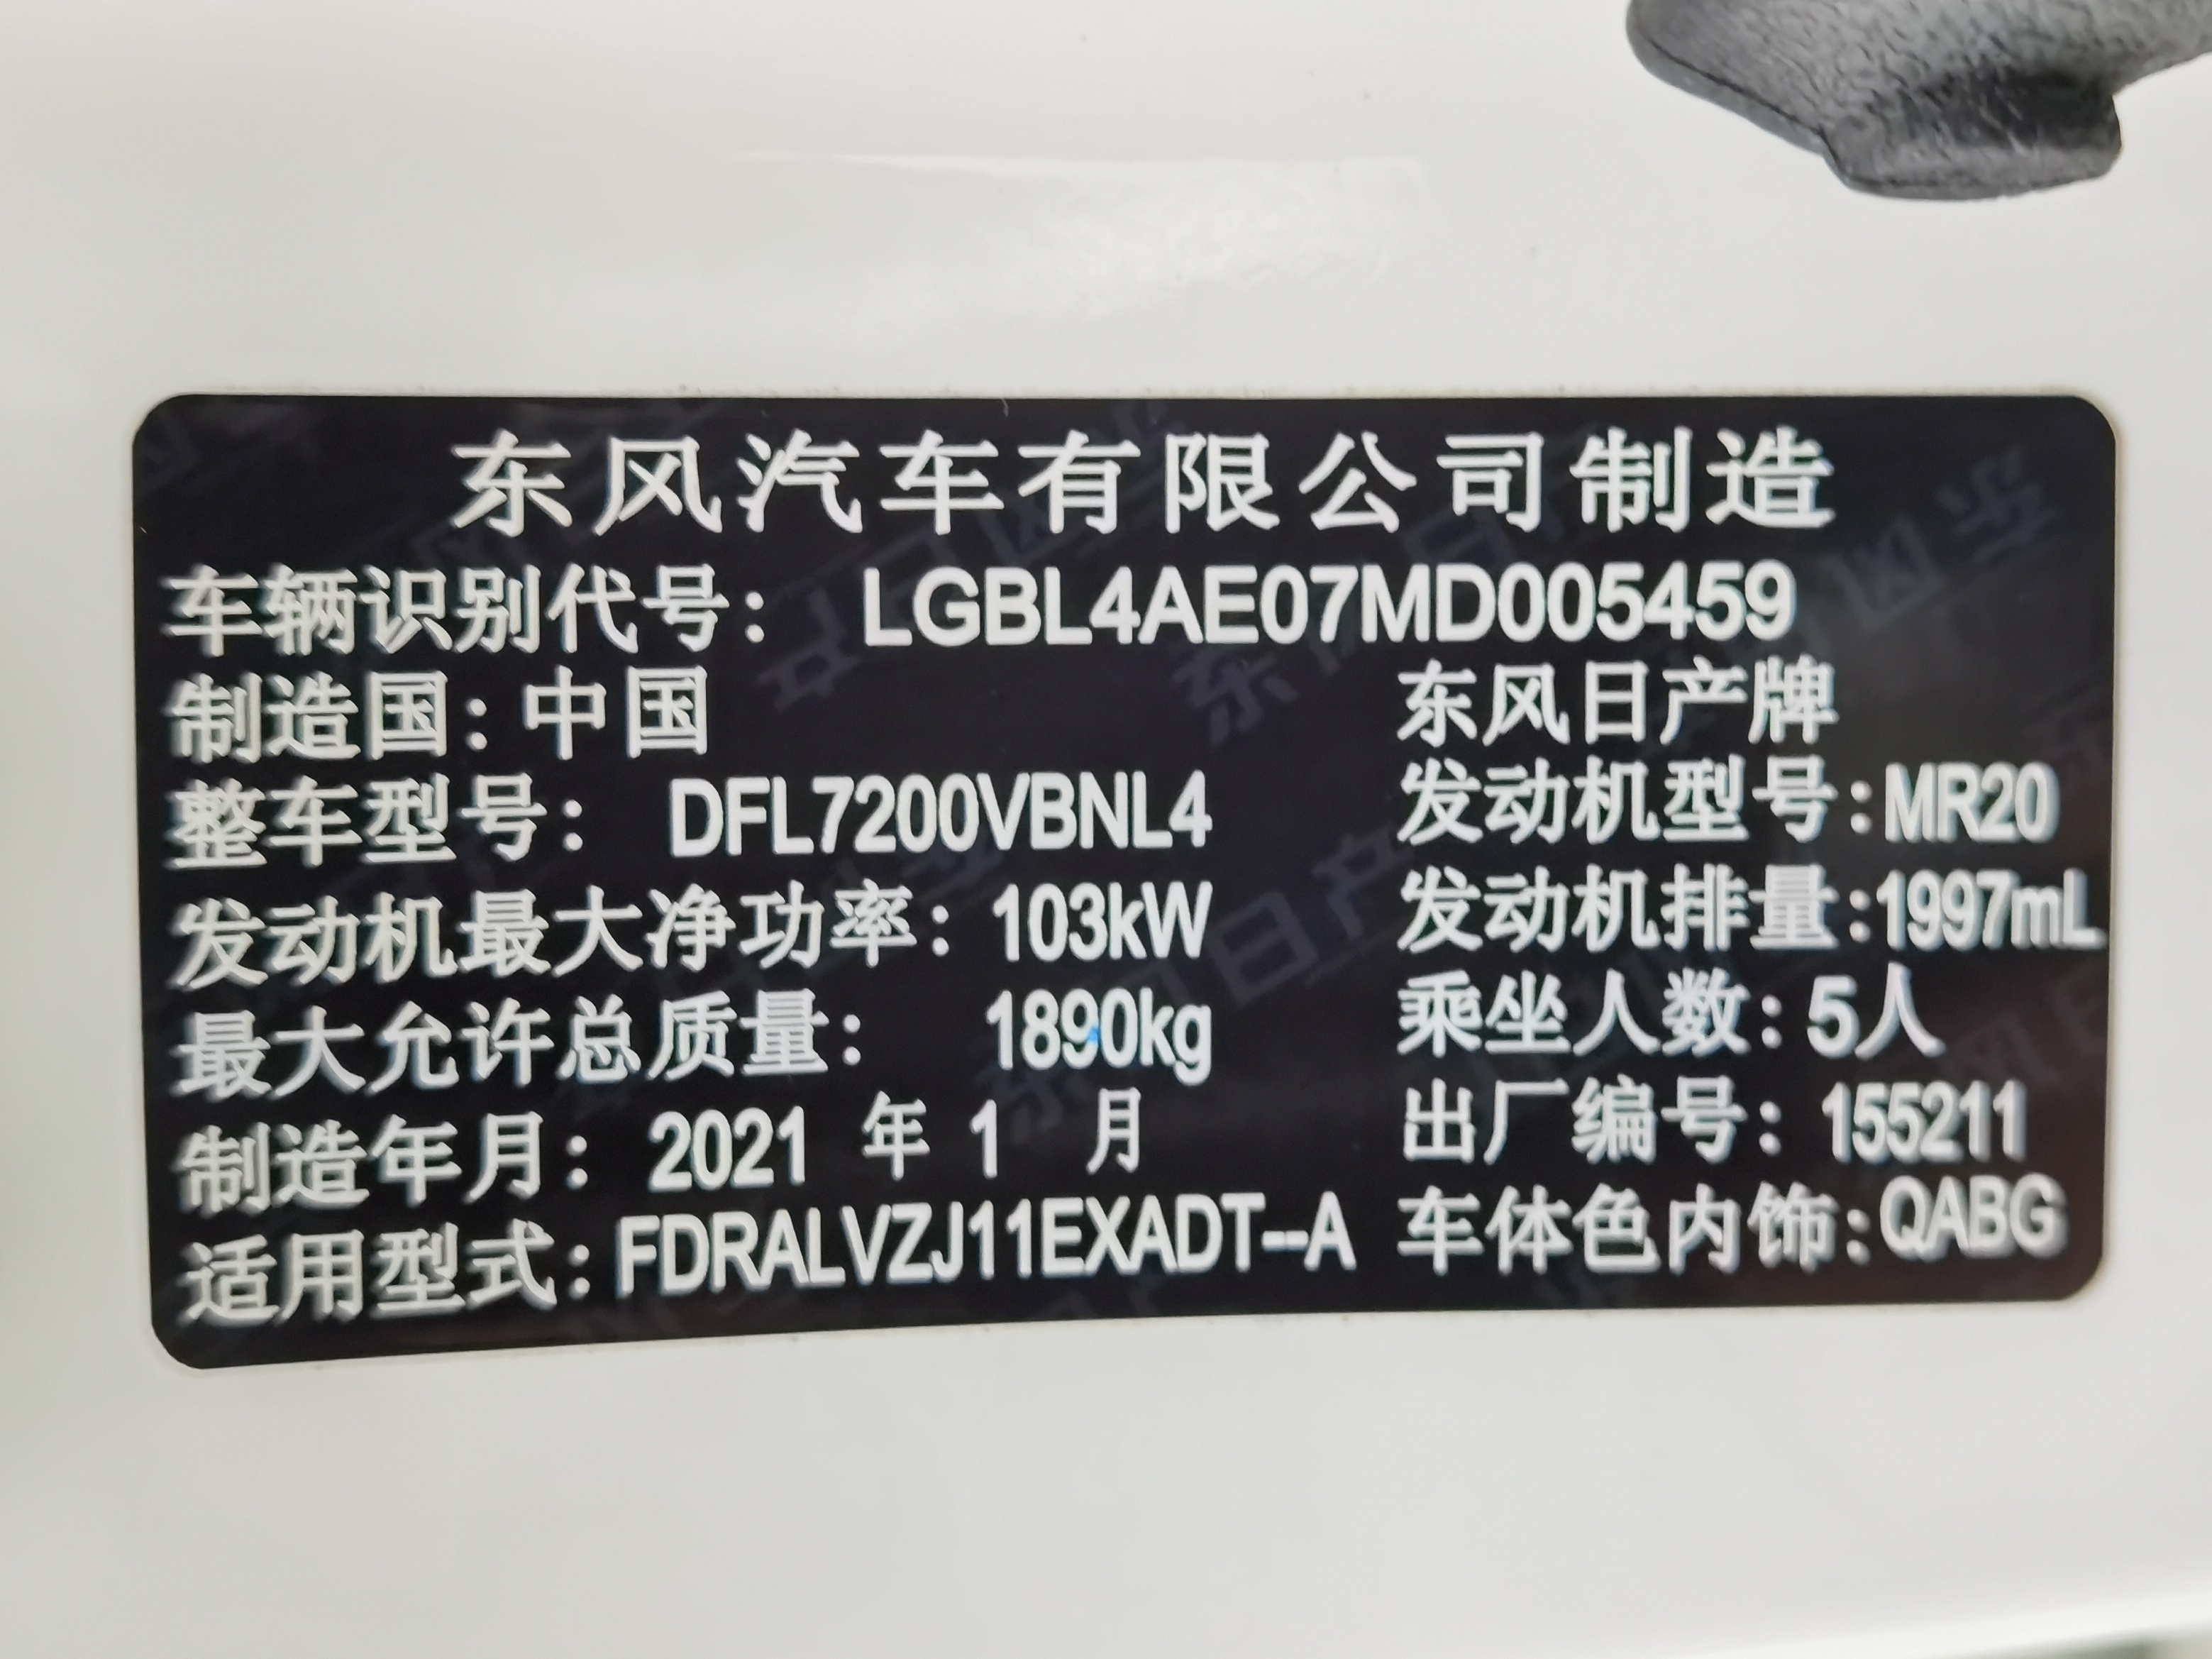 东风汽车有限公司制造
车辆识别代号： LGBL4AE07MD005459
制造国：中国 东风日产牌
整车型号： DFL7200VBNL4 发动机型号：MR20
发动机最大净功率： 103kW 发动机排量：1997mL
最大允许总质量： 1890kg 乘坐人数：5人
制造年月： 2021 年 1 月 出厂编号：155211
适用型式：FDRALVZJ11EXADT--A 车体色内饰：QABG